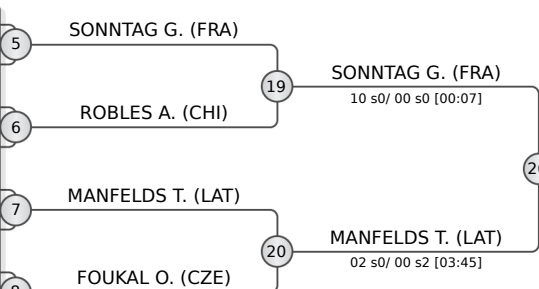 SONNTAG G. (FRA)
5
19
SONNTAG G. (FRA)
10 s0/ 00 s0 [00:07]
ROBLES A. (CHI)
6
MANFELDS T. (LAT)
7
20
MANFELDS T. (LAT)
02 s0/ 00 s2 [03:45]
FOUKAL O. (CZE)